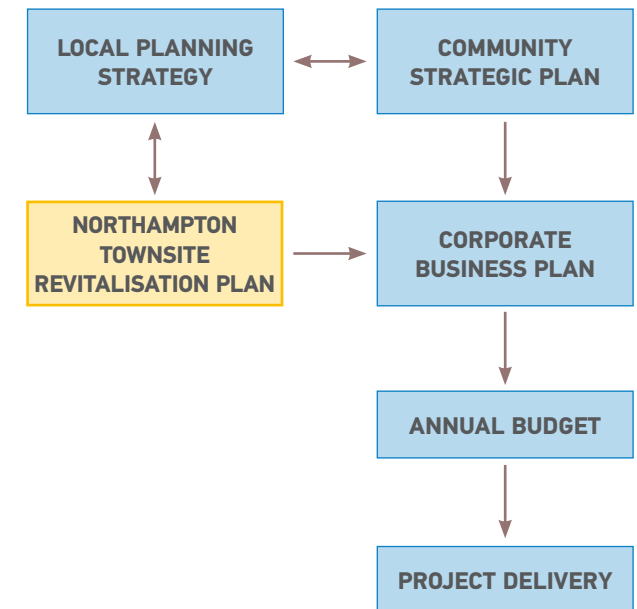 LOCAL PLANNING
STRATEGY
COMMUNITY
STRATEGIC PLAN
NORTHAMPTON
TOWNSITE
REVITALISATION PLAN
CORPORATE
BUSINESS PLAN
ANNUAL BUDGET
PROJECT DELIVERY